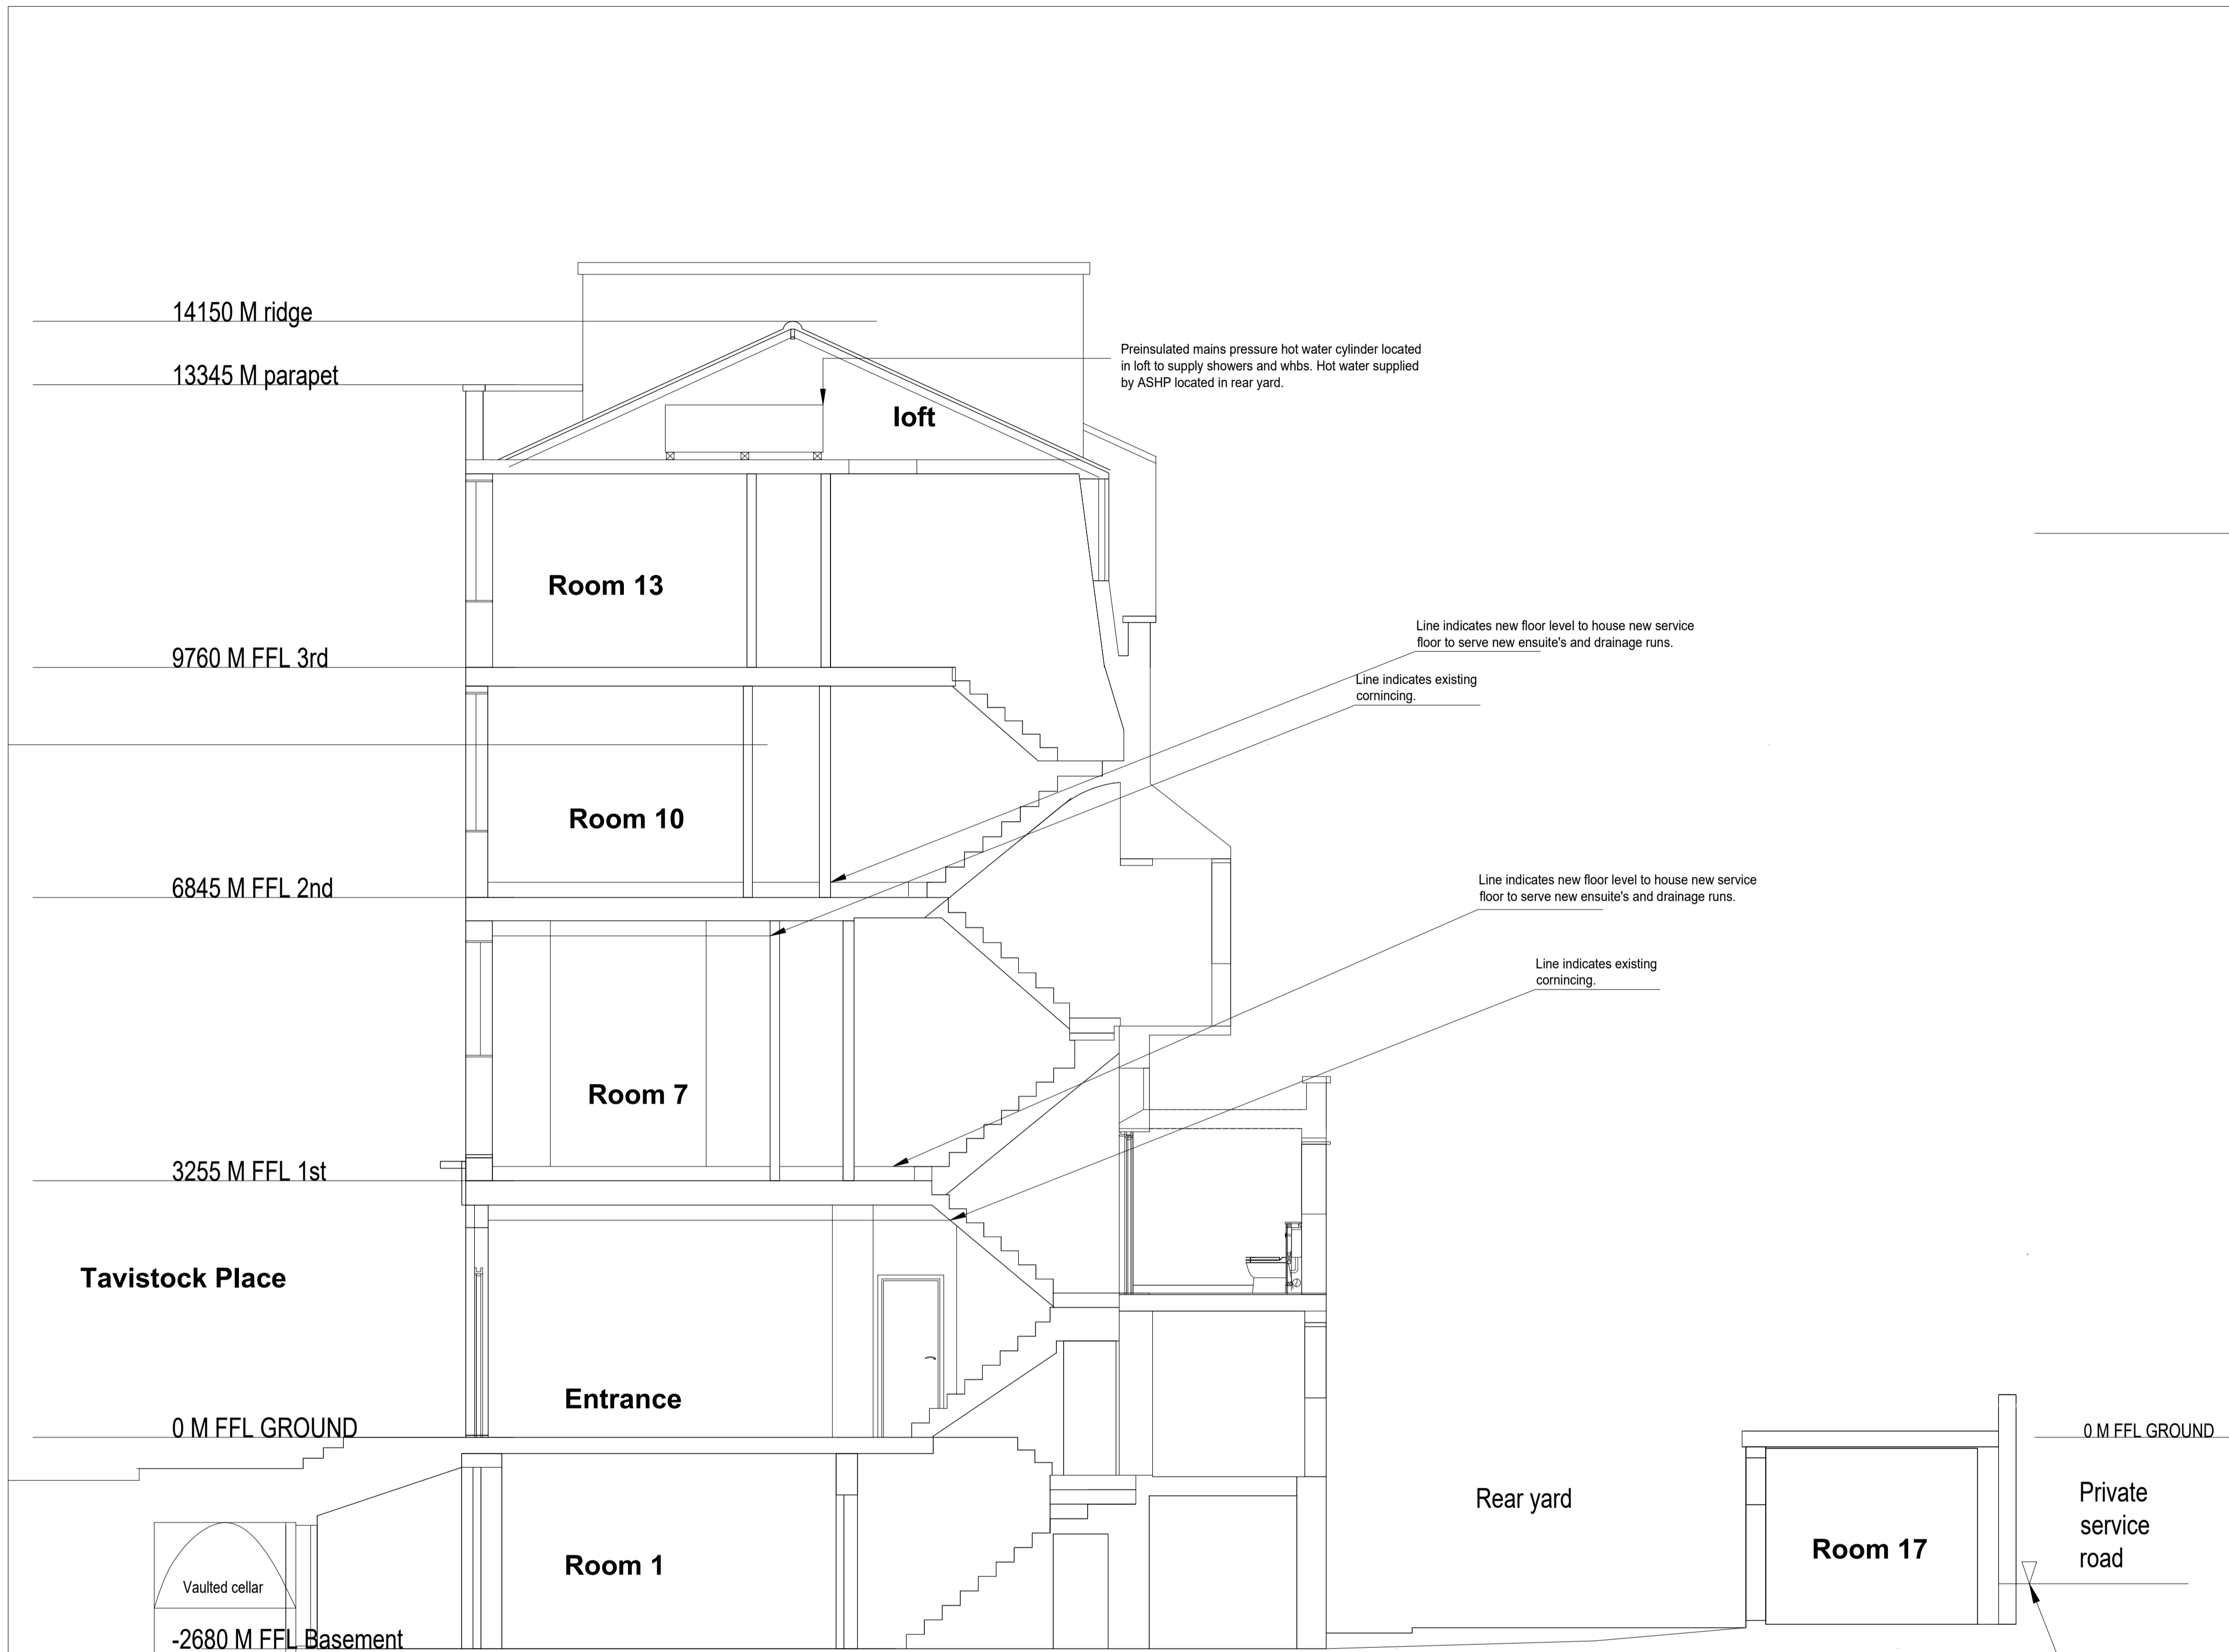 14150 M ridge
13345 M parapet
Preinsulated mains pressure hot water cylinder located
in loft to supply showers and whbs. Hot water supplied
by ASHP located in rear yard.
loft
Room 13
9760 M FFL 3rd
Line indicates new floor level to house new service
floor to serve new ensuite's and drainage runs.
Line indicates existing
cornincing.
Room 10
6845 M FFL 2nd
Line indicates new floor level to house new service
floor to serve new ensuite's and drainage runs.
Line indicates existing
cornincing.
Room 7
3255 M FFL 1st
Tavistock Place
Entrance
0 M FFL GROUND
0 M FFL GROUND
Rear yard
Private
service
road
Room 17
Room 1
Vaulted cellar
-2680 M FFL Basement